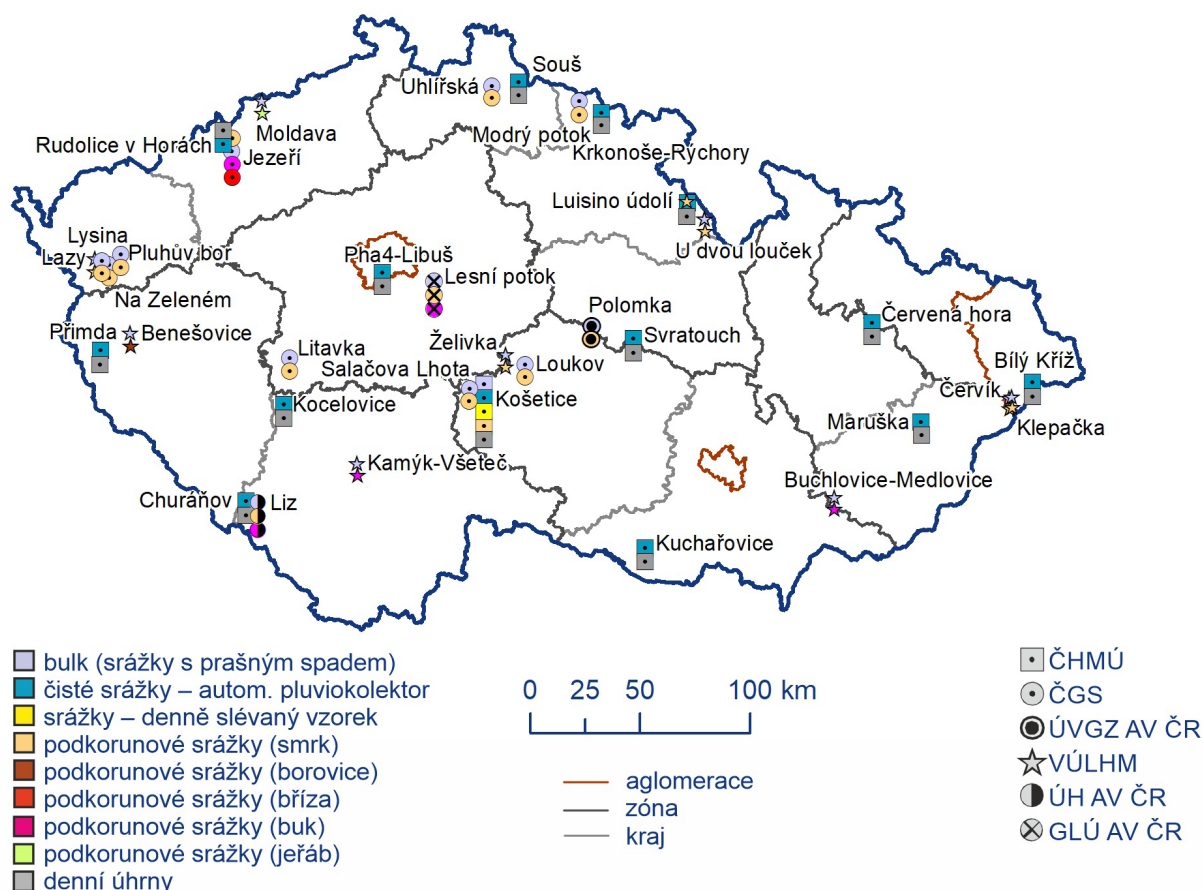 Souš
Uhlířská
Moldava
Modrý potok
Rudolice v Horách
Jezeří
Krkonoše-Rýchory
Luisino údolí
Lysina
Pluhův bor
Lazy
Pha4-Libuš
U dvou louček
Lesní potok
Na Zeleném
Polomka
Červená hora
Přimda
Benešovice
Svratouch
Želivka
Litavka
Salačova Lhota
Loukov
Bílý Kříž
Košetice
Červík
Kocelovice
Maruška
Klepačka
Kamýk-Všeteč
Buchlovice-Medlovice
Churáňov
Liz
Kuchařovice
bulk (srážky s prašným spadem)
čisté srážky – autom. pluviokolektor
srážky – denně slévaný vzorek
podkorunové srážky (smrk)
podkorunové srážky (borovice)
podkorunové srážky (bříza)
podkorunové srážky (buk)
podkorunové srážky (jeřáb)
denní úhrny
0 25 50 100 km
aglomerace
zóna
kraj
ČHMÚ
ČGS
ÚVGZ AV ČR
VÚLHM
ÚH AV ČR
GLÚ AV ČR